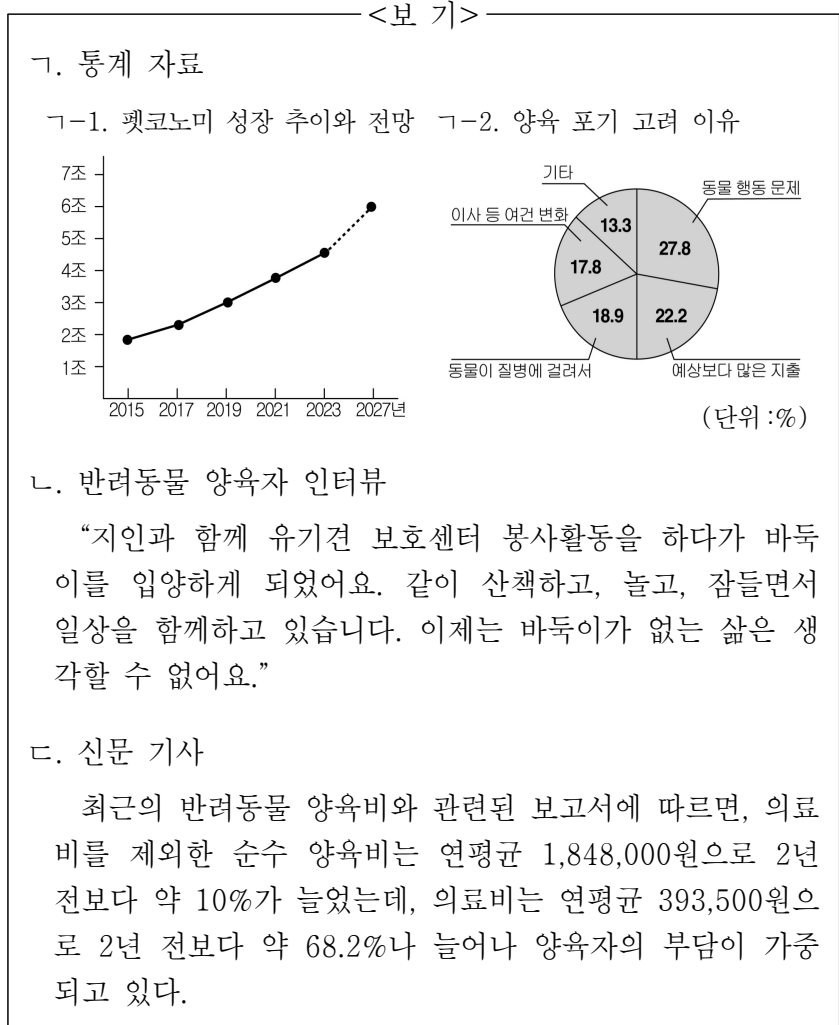 <보 기>
ㄱ. 통계 자료
ㄱ-1. 펫코노미 성장 추이와 전망 ㄱ-2. 양육 포기 고려 이유
7조
6조
5조
4조
3조
2조
1조
2015 2017 2019 2021 2023 2027년
기타
동물 행동 문제
이사 등 여건 변화
13.3
27.8
17.8
18.9
22.2
동물이 질병에 걸려서
예상보다 많은 지출
(단위:%)
ㄴ. 반려동물 양육자 인터뷰
“지인과 함께 유기견 보호센터 봉사활동을 하다가 바둑
이를 입양하게 되었어요. 같이 산책하고, 놀고, 잠들면서
일상을 함께하고 있습니다. 이제는 바둑이가 없는 삶은 생
각할 수 없어요.”
ㄷ. 신문 기사
최근의 반려동물 양육비와 관련된 보고서에 따르면, 의료
비를 제외한 순수 양육비는 연평균 1,848,000원으로 2년
전보다 약 10%가 늘었는데, 의료비는 연평균 393,500원으
로 2년 전보다 약 68.2%나 늘어나 양육자의 부담이 가중
되고 있다.